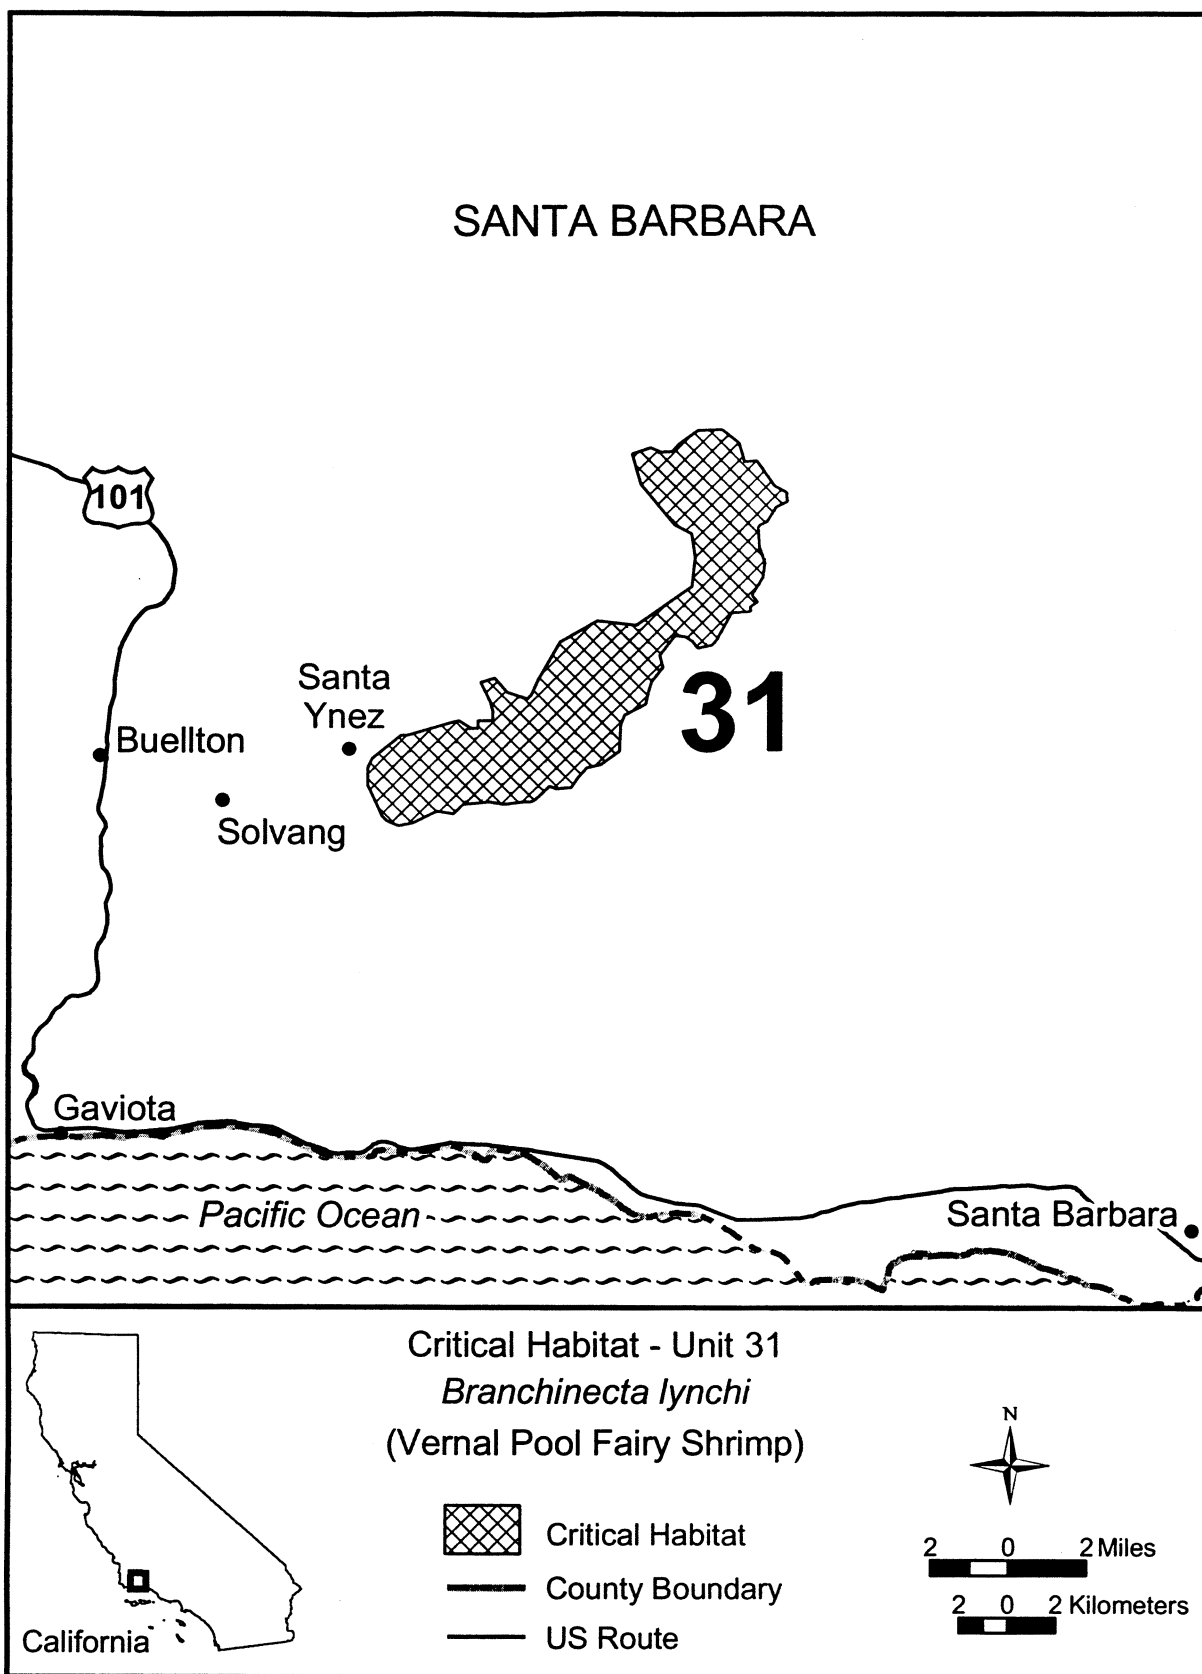 SANTA BARBARA
101
Santa
Ynez
31
Buellton
Solvang
Gaviota
Pacific Ocean
Santa Barbara
Critical Habitat - Unit 31
Branchinecta lynchi
(Vernal Pool Fairy Shrimp)
N
Critical Habitat
2 0 2 Miles
County Boundary
2 0 2 Kilometers
US Route
California